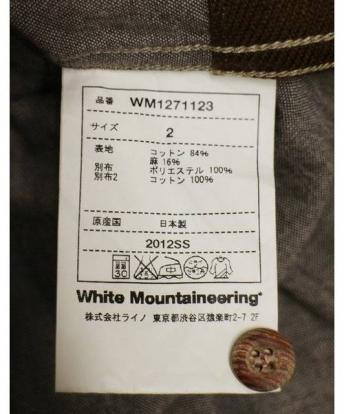 品番 WM1271123
サイズ 2
表地 コットン 84%
麻 16%
別布 ポリエステル 100%
別布2 コットン 100%
原産国 日本製
2012SS
White Mountaineering
株式会社ライノ 東京都渋谷区猿楽町2-7 2F